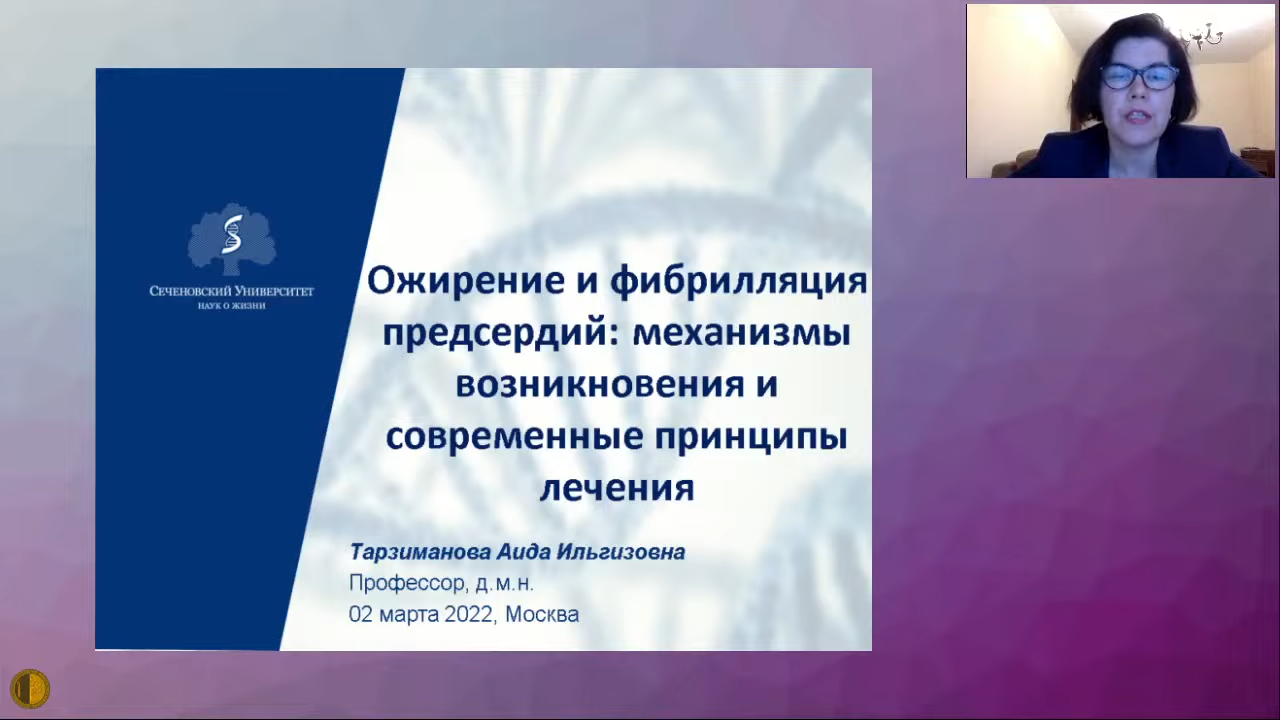 Сеченовский Университет
наук о жизни
Ожирение и фибрилляция
предсердий: механизмы
возникновения и
современные принципы
лечения
Тарзиманова Аида Ильгизовна
Профессор, д.м.н.
02 марта 2022, Москва